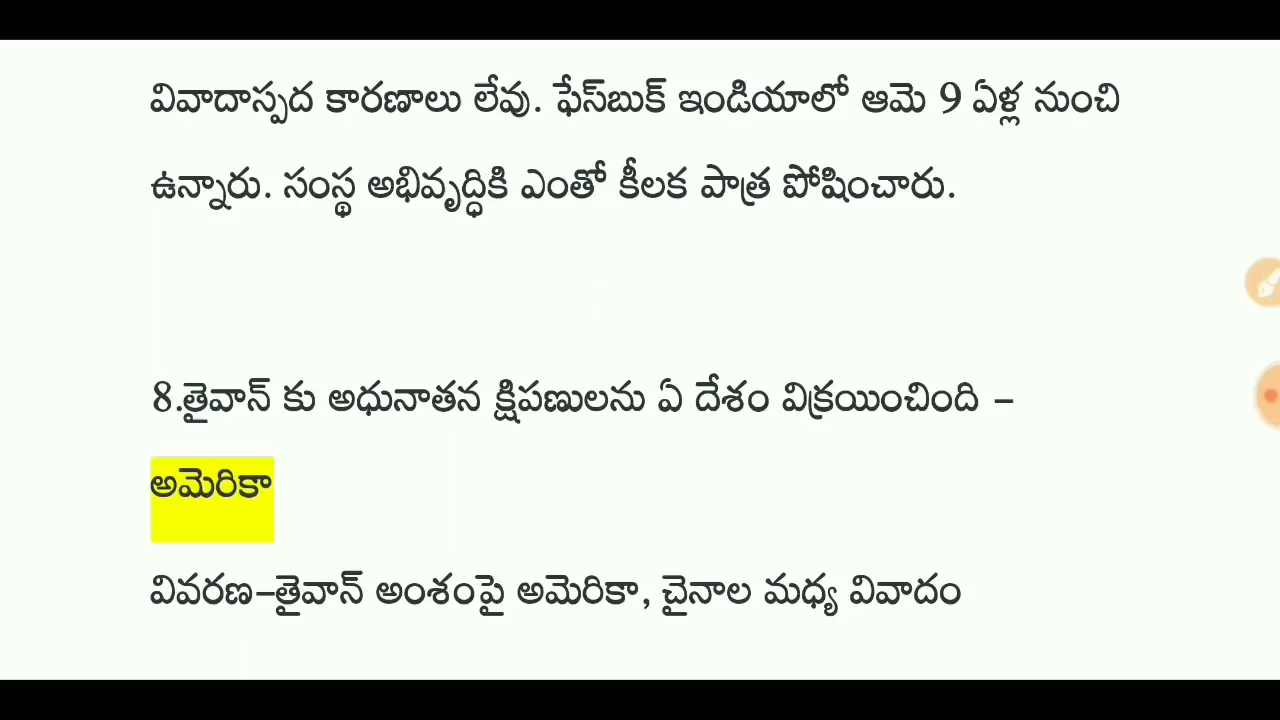 వివాదాస్పద కారణాలు లేవు. ఫేస్‌బుక్ ఇండియాలో ఆమె 9 ఏళ్ల నుంచి
ఉన్నారు. సంస్థ అభివృద్ధికి ఎంతో కీలక పాత్ర పోషించారు.
8.తైవాన్ కు అధునాతన క్షిపణులను ఏ దేశం విక్రయించింది –
అమెరికా
వివరణ–తైవాన్ అంశంపై అమెరికా, చైనాల మధ్య వివాదం